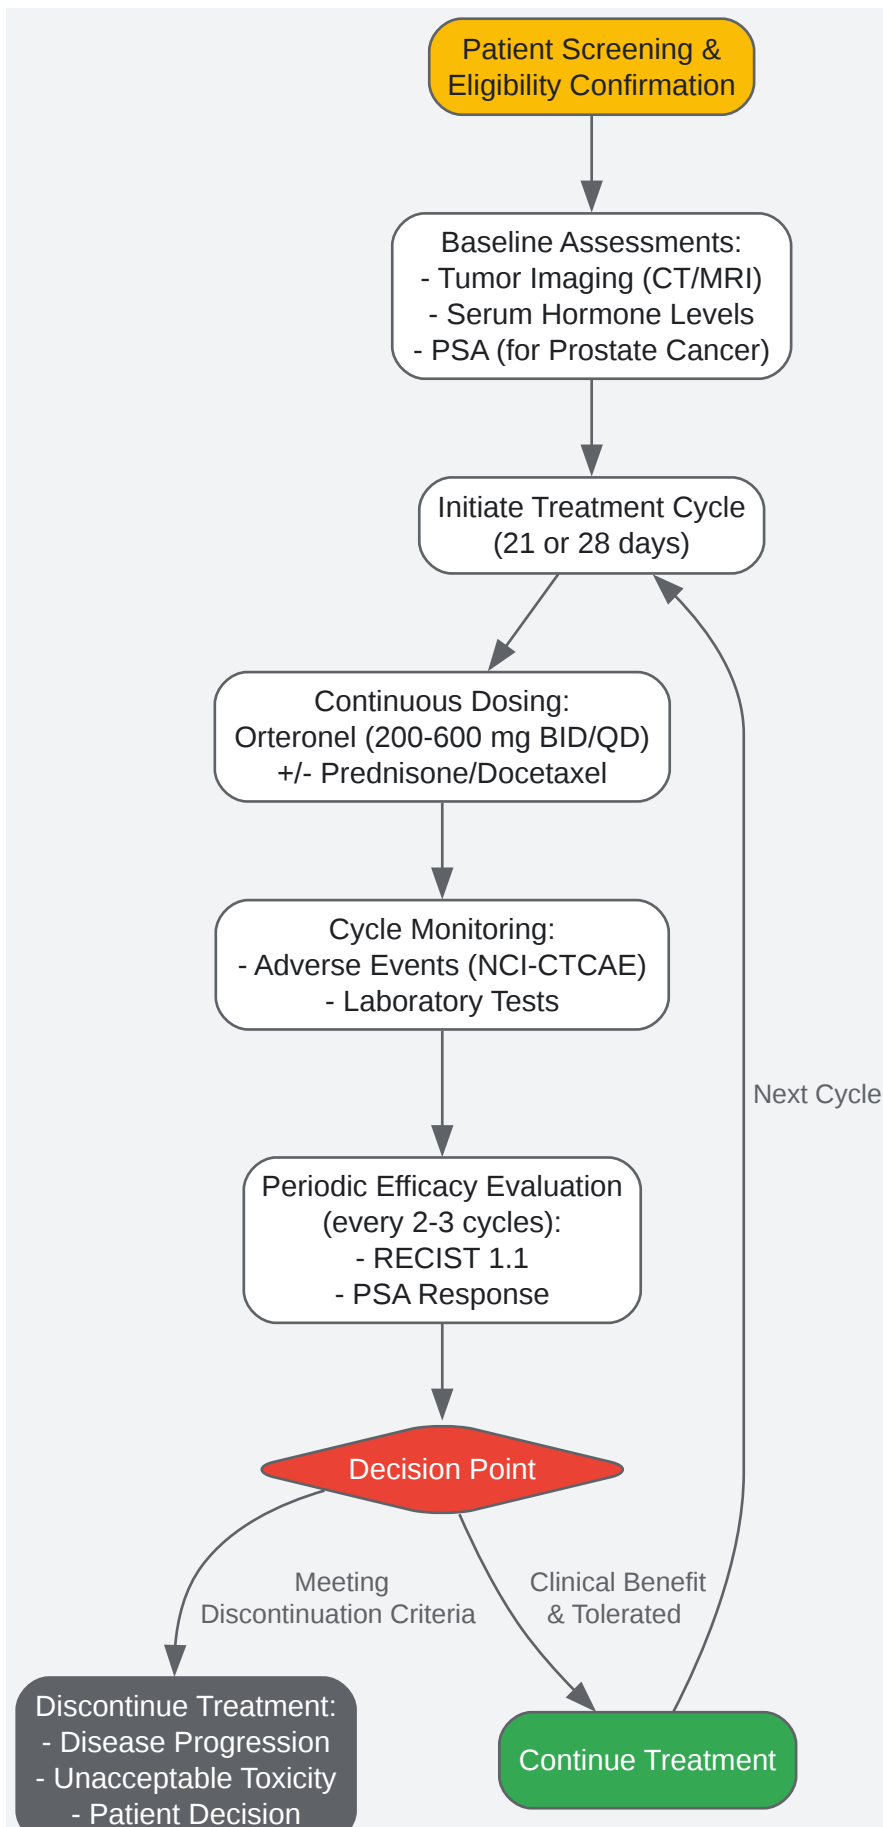 Patient Screening &
Eligibility Confirmation
Baseline Assessments:
- Tumor Imaging (CT/MRI)
- Serum Hormone Levels
- PSA (for Prostate Cancer)
Initiate Treatment Cycle
(21 or 28 days)
Continuous Dosing:
Orteronel (200-600 mg BID/QD)
+/- Prednisone/Docetaxel
Cycle Monitoring:
- Adverse Events (NCI-CTCAE)
- Laboratory Tests
Next Cycle
Periodic Efficacy Evaluation
(every 2-3 cycles):
- RECIST 1.1
- PSA Response
Decision Point
Meeting
Discontinuation Criteria
Clinical Benefit
& Tolerated
Discontinue Treatment:
- Disease Progression
- Unacceptable Toxicity
- Patient Decision
Continue Treatment